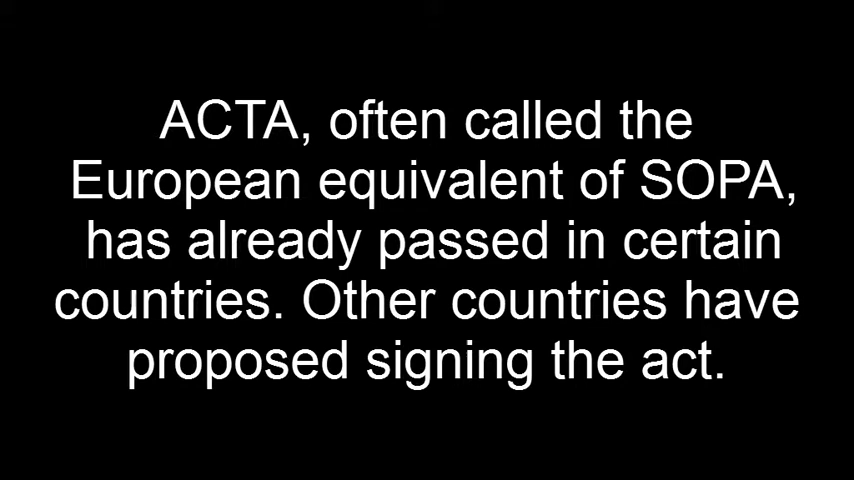 ACTA, often called the
European equivalent of SOPA,
has already passed in certain
countries. Other countries have
proposed signing the act.